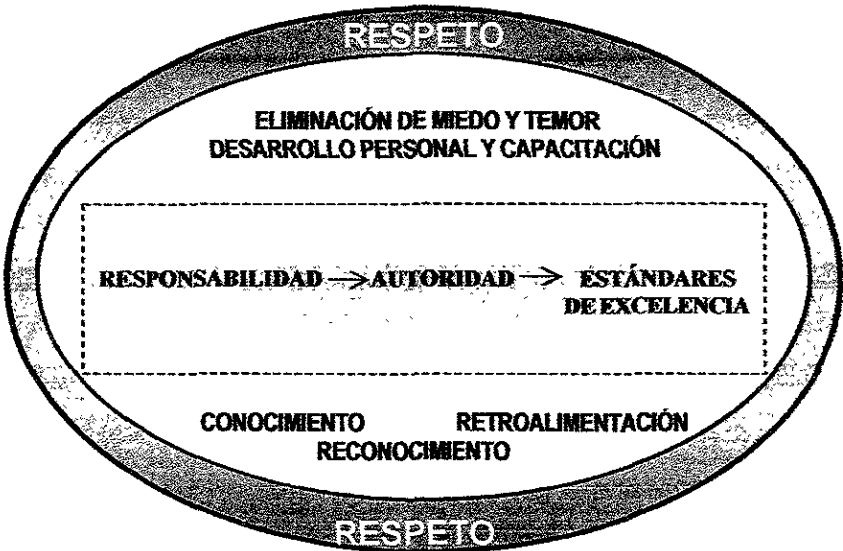 RESPETO
ELIMINACIÓN DE MIEDO Y TEMOR
DESARROLLO PERSONAL Y CAPACITACIÓN
RESPONSABILIDAD → AUTORIDAD → ESTÁNDARES
DE EXCELENCIA
CONOCIMIENTO RETROALIMENTACIÓN
RECONOCIMIENTO
RESPETO